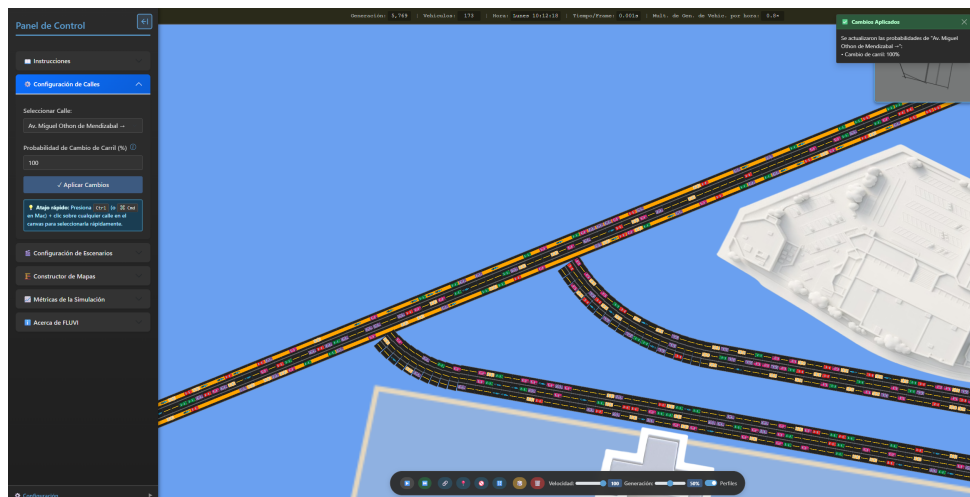 Panel de Control
Generación: 5,769 | Vehículos: 173 | Hora: Lunes 10:12:18 | Tiempo/Frame: 0.001s | Mult. de Gen. de Vehic. por hora: 0.8×
Cambios Aplicados
Se actualizaron las probabilidades de "Av. Miguel
Othon de Mendizabal →":
• Cambio de carril: 100%
Instrucciones
Configuración de Calles
Seleccionar Calle:
Av. Miguel Othon de Mendizabal →
Probabilidad de Cambio de Carril (%)
100
✓ Aplicar Cambios
Atajo rápido: Presiona Ctrl (o ⌘ Cmd
en Mac) + clic sobre cualquier calle en el
canvas para seleccionarla rápidamente.
Configuración de Escenarios
Constructor de Mapas
Métricas de la Simulación
Acerca de FLUVI
Configuración
Velocidad: 100 Generación: 50% Perfiles